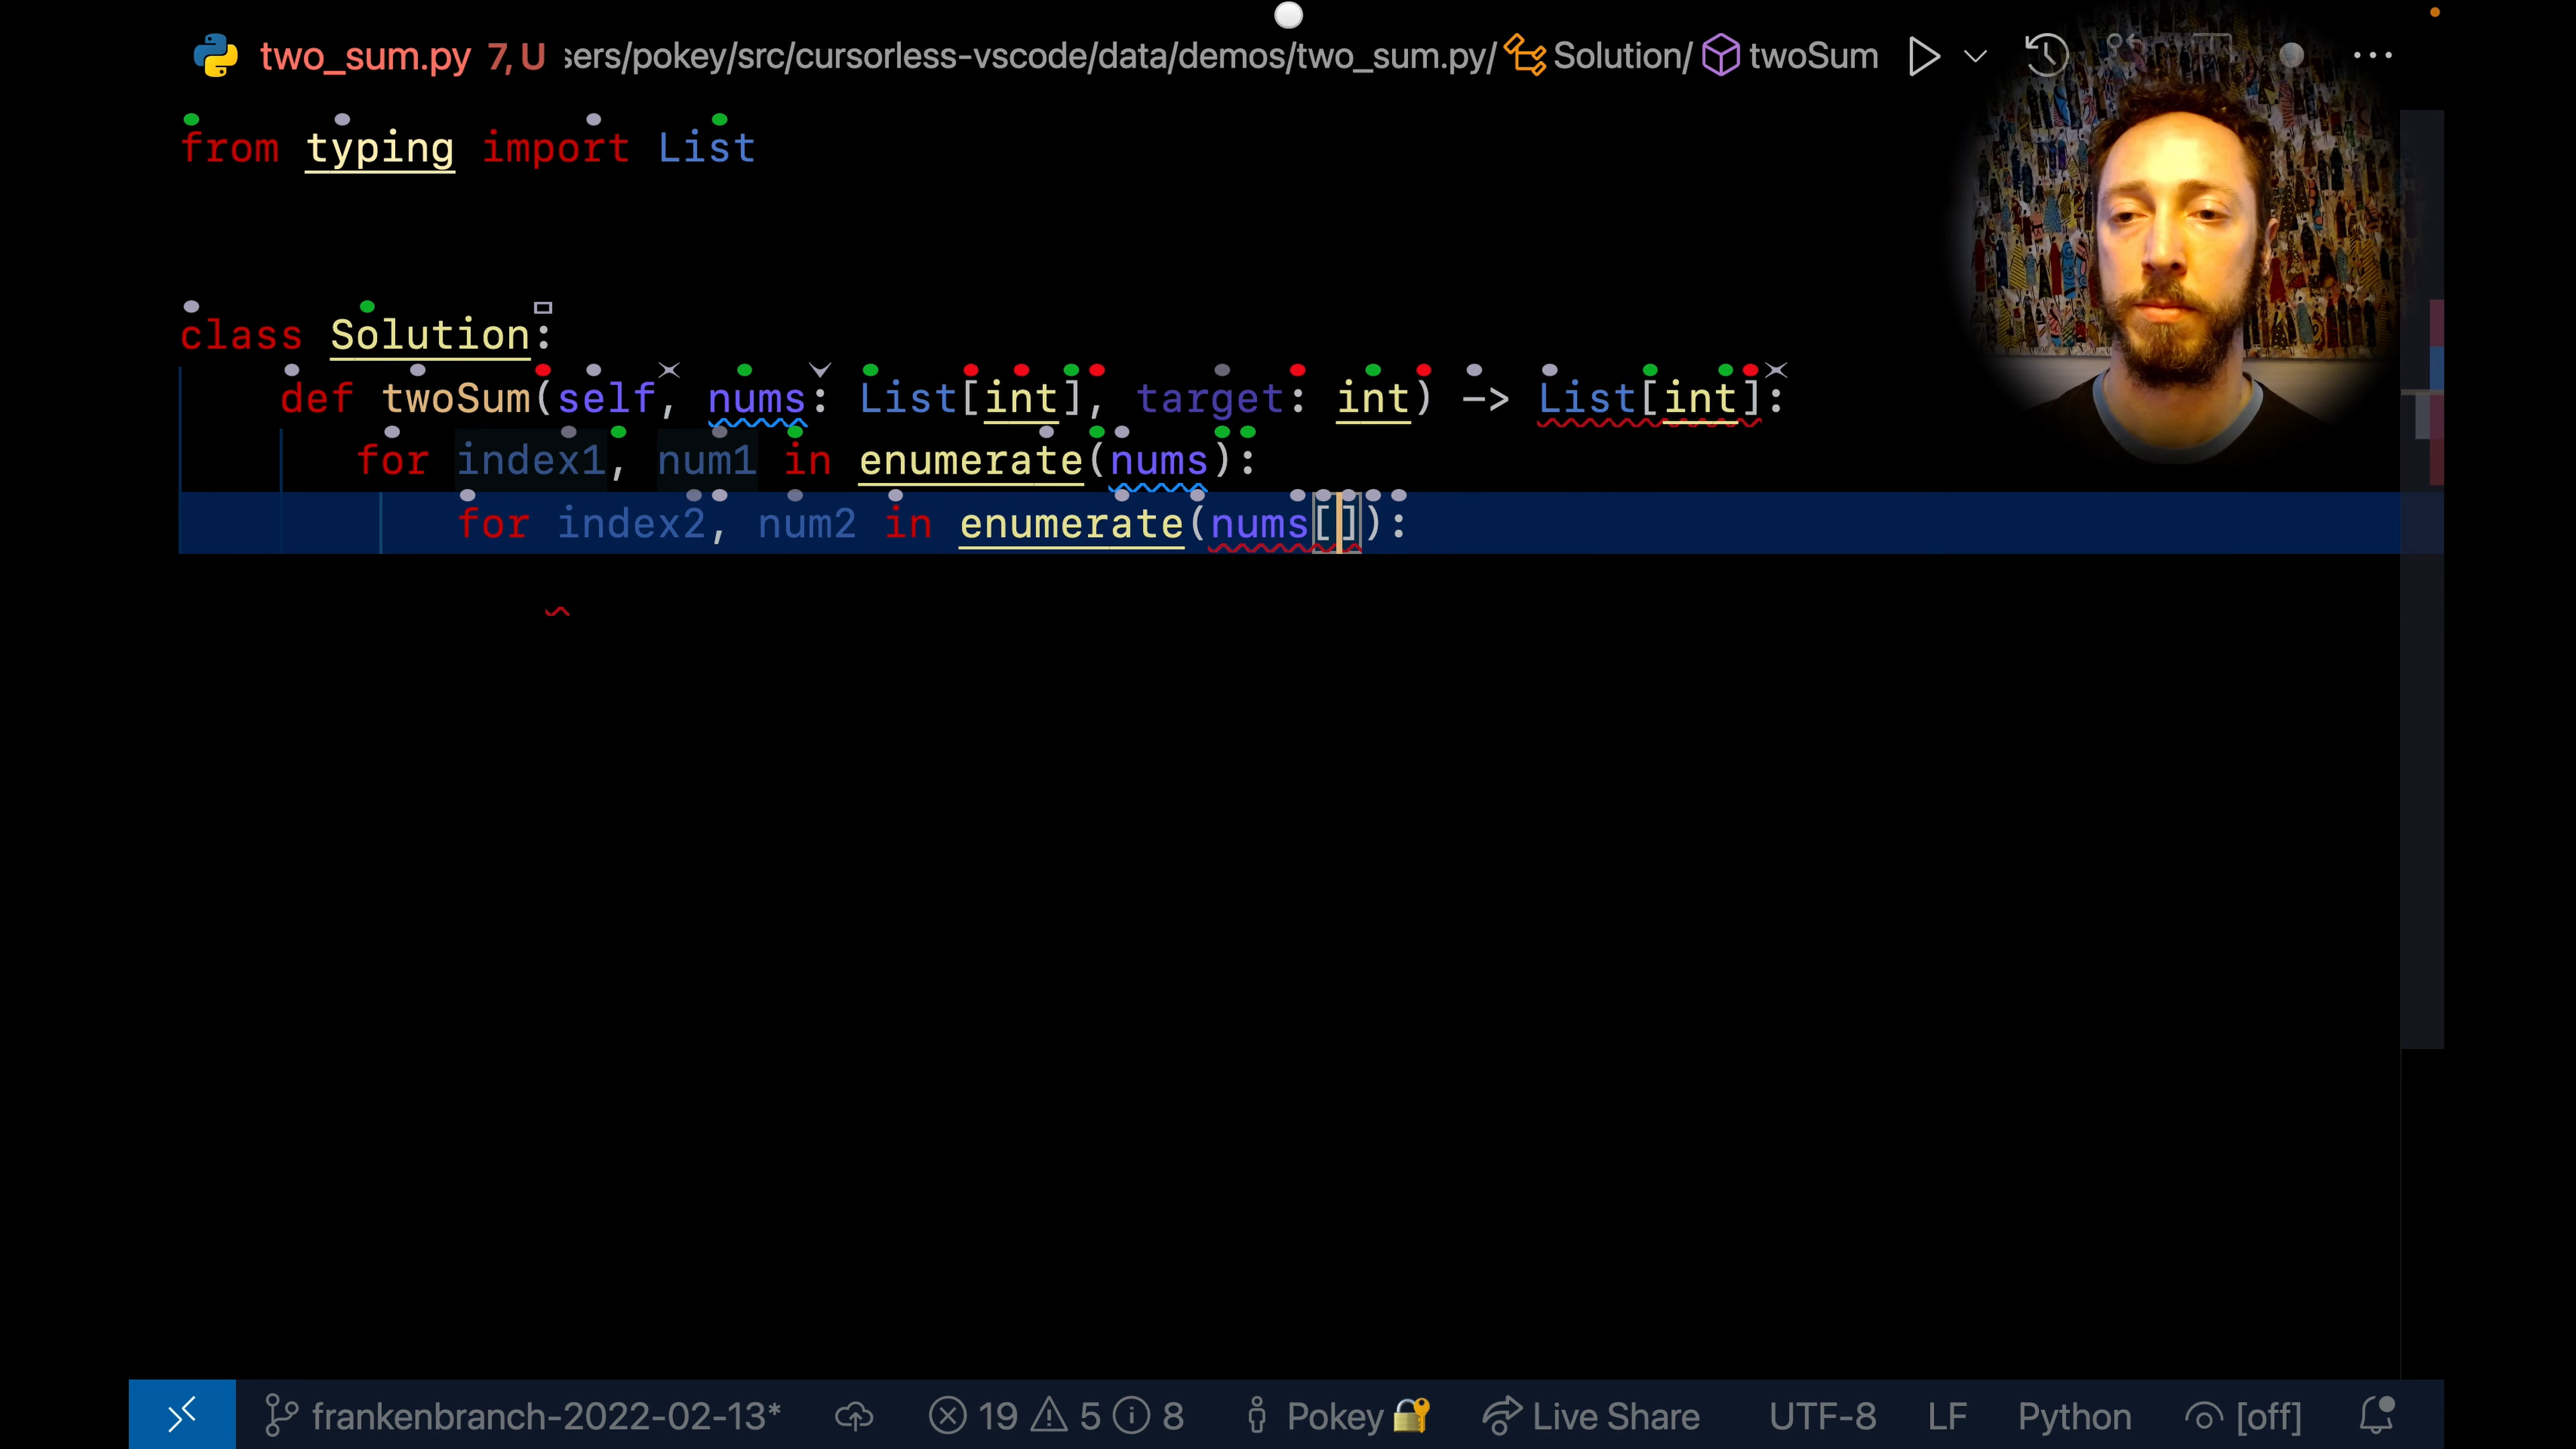 two_sum.py 7, U sers/pokey/src/cursorless-vscode/data/demos/two_sum.py/ Solution/ twoSum
from typing import List
class Solution:
def twoSum(self, nums: List[int], target: int) -> List[int]:
for index1, num1 in enumerate(nums):
for index2, num2 in enumerate(nums[]):
frankenbranch-2022-02-13* 19 5 8 Pokey Live Share UTF-8 LF Python [off]